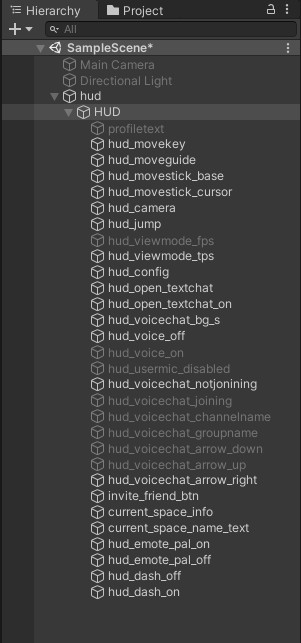 Hierarchy Project
All
SampleScene*
Main Camera
Directional Light
hud
HUD
profiletext
hud_movekey
hud_moveguide
hud_movestick_base
hud_movestick_cursor
hud_camera
hud_jump
hud_viewmode_fps
hud_viewmode_tps
hud_config
hud_open_textchat
hud_open_textchat_on
hud_voicechat_bg_s
hud_voice_off
hud_voice_on
hud_usermic_disabled
hud_voicechat_notjonining
hud_voicechat_joining
hud_voicechat_channelname
hud_voicechat_groupname
hud_voicechat_arrow_down
hud_voicechat_arrow_up
hud_voicechat_arrow_right
invite_friend_btn
current_space_info
current_space_name_text
hud_emote_pal_on
hud_emote_pal_off
hud_dash_off
hud_dash_on